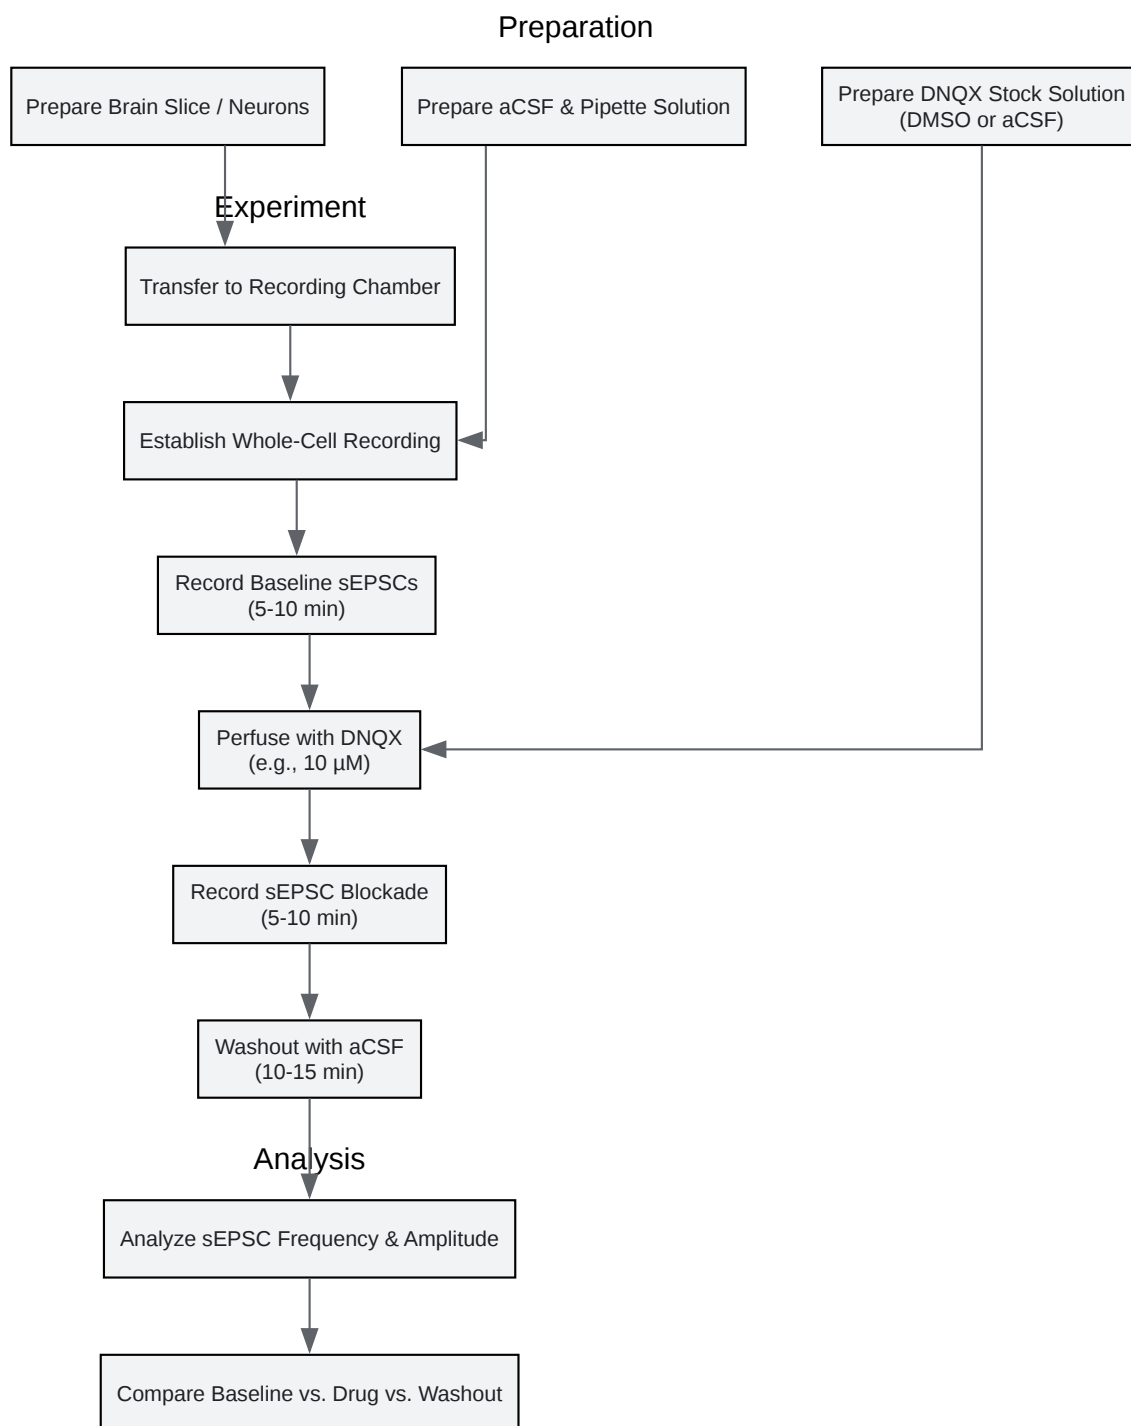 Preparation
Prepare Brain Slice / Neurons
Prepare aCSF & Pipette Solution
Prepare DNQX Stock Solution
(DMSO or aCSF)
Experiment
Transfer to Recording Chamber
Establish Whole-Cell Recording
Record Baseline sEPSCs
(5-10 min)
Perfuse with DNQX
(e.g., 10 µM)
Record sEPSC Blockade
(5-10 min)
Washout with aCSF
(10-15 min)
Analysis
Analyze sEPSC Frequency & Amplitude
Compare Baseline vs. Drug vs. Washout